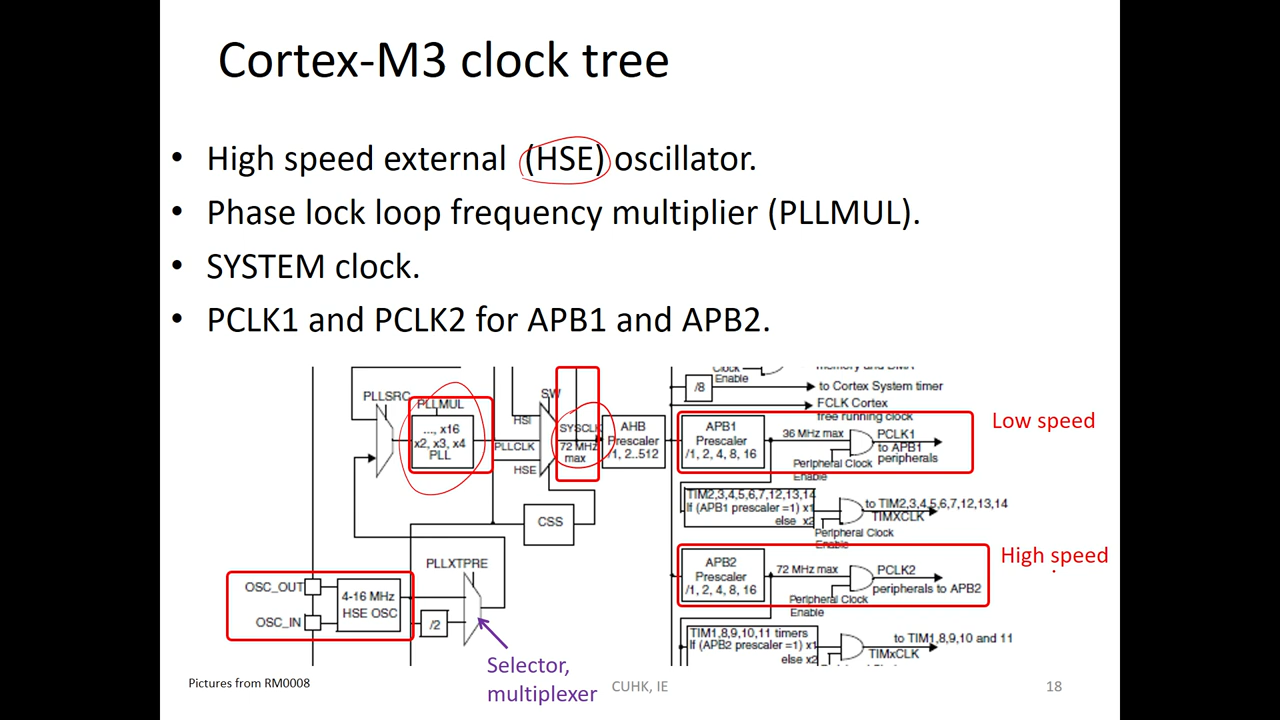 Cortex-M3 clock tree
• High speed external (HSE) oscillator.
• Phase lock loop frequency multiplier (PLLMUL).
• SYSTEM clock.
• PCLK1 and PCLK2 for APB1 and APB2.
PLLSRC
PLLMUL
..., x16
x2, x3, x4
PLL
SW
HSI
PLLCLK
HSE
SYSCLK
72 MHz
max
AHB
Prescaler
/1, 2..512
CSS
PLLXTPRE
OSC_OUT
OSC_IN
4-16 MHz
HSE OSC
/2
Selector,
multiplexer
Clock
Enable
/8
to Cortex System timer
FCLK Cortex
free running clock
APB1
Prescaler
/1, 2, 4, 8, 16
36 MHz max
PCLK1
to APB1
peripherals
Peripheral Clock
Enable
Low speed
TIM2,3,4,5,6,7,12,13,14
If (APB1 prescaler =1) x1
else x2
to TIM2,3,4,5,6,7,12,13,14
TIMXCLK
Peripheral Clock
Enable
APB2
Prescaler
/1, 2, 4, 8, 16
72 MHz max
PCLK2
peripherals to APB2
Peripheral Clock
Enable
High speed
TIM1,8,9,10,11 timers
If (APB2 prescaler =1) x1
else x2
to TIM1,8,9,10 and 11
TIMxCLK
Pictures from RM0008
CUHK, IE
18